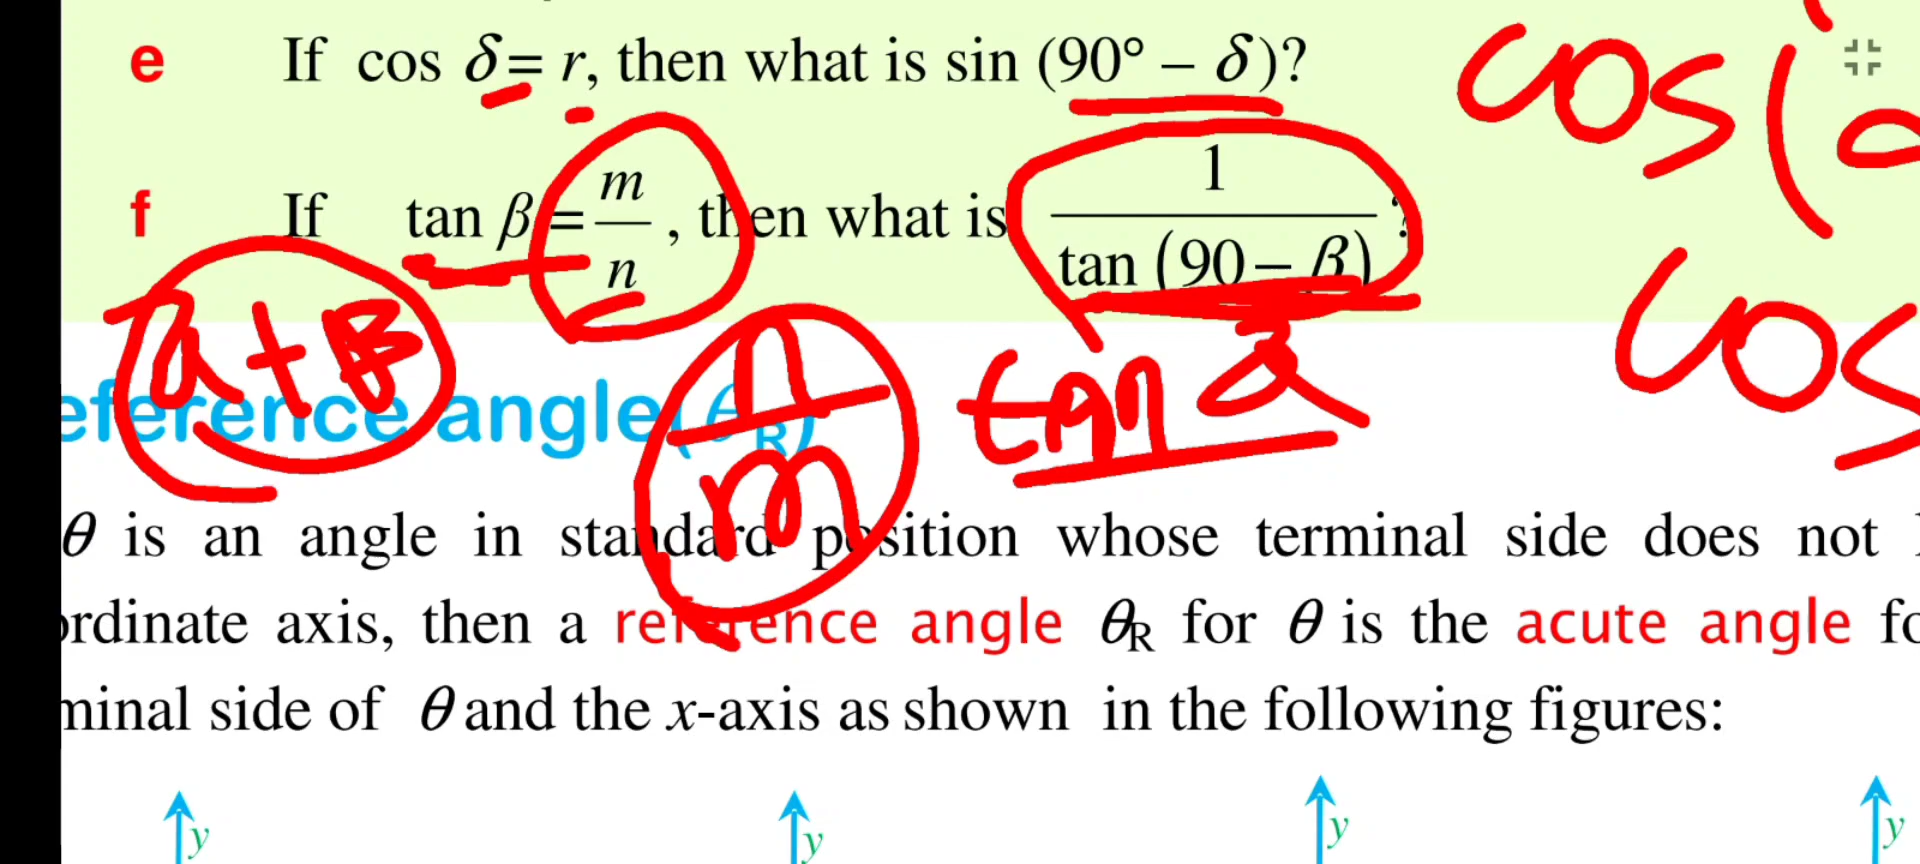 e If cos δ = r, then what is sin (90° – δ)?
cos(
f If tan β = m/n, then what is 1/tan (90 – β)?
cos
a+B
n/m
tan α
eference angle (θR)
θ is an angle in standard position whose terminal side does not
ordinate axis, then a reference angle θR for θ is the acute angle fo
minal side of θ and the x-axis as shown in the following figures:
y y y y